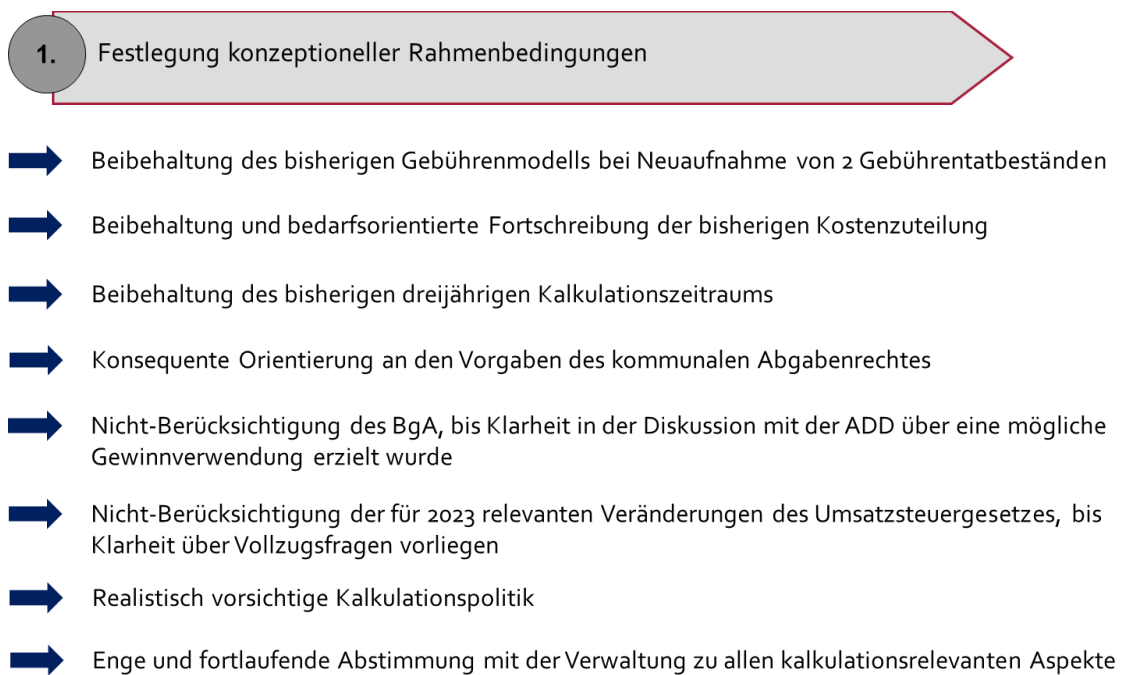 1. Festlegung konzeptioneller Rahmenbedingungen
Beibehaltung des bisherigen Gebührenmodells bei Neuaufnahme von 2 Gebührentatbeständen
Beibehaltung und bedarfsorientierte Fortschreibung der bisherigen Kostenzuteilung
Beibehaltung des bisherigen dreijährigen Kalkulationszeitraums
Konsequente Orientierung an den Vorgaben des kommunalen Abgabenrechtes
Nicht-Berücksichtigung des BgA, bis Klarheit in der Diskussion mit der ADD über eine mögliche
Gewinnverwendung erzielt wurde
Nicht-Berücksichtigung der für 2023 relevanten Veränderungen des Umsatzsteuergesetzes, bis
Klarheit über Vollzugsfragen vorliegen
Realistisch vorsichtige Kalkulationspolitik
Enge und fortlaufende Abstimmung mit der Verwaltung zu allen kalkulationsrelevanten Aspekte